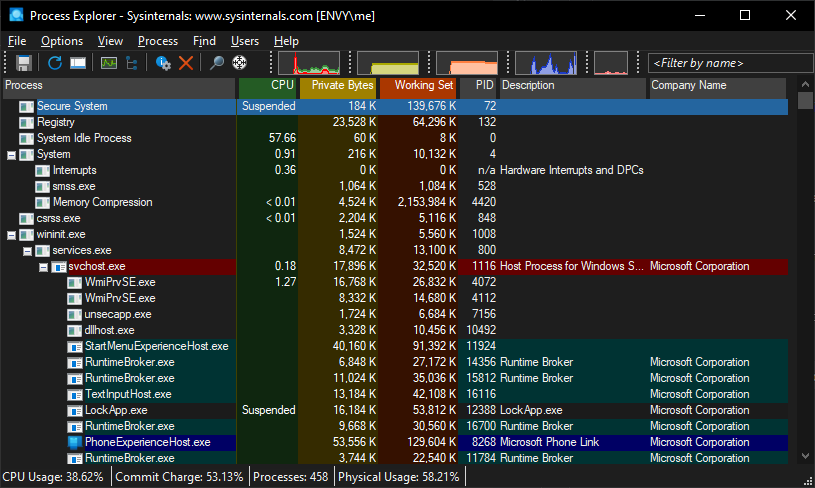 Process Explorer - Sysinternals: www.sysinternals.com [ENVY\me]
File Options View Process Find Users Help
<Filter by name>
Process CPU Private Bytes Working Set PID Description Company Name
Secure System Suspended 184 K 139,676 K 72
Registry 23,528 K 64,296 K 132
System Idle Process 57.66 60 K 8 K 0
System 0.91 216 K 10,132 K 4
Interrupts 0.36 0 K 0 K n/a Hardware Interrupts and DPCs
smss.exe 1,064 K 1,084 K 528
Memory Compression < 0.01 4,524 K 2,153,984 K 4420
csrss.exe < 0.01 2,204 K 5,116 K 848
wininit.exe 1,524 K 5,560 K 1008
services.exe 8,472 K 13,100 K 800
svchost.exe 0.18 17,896 K 32,520 K 1116 Host Process for Windows S... Microsoft Corporation
WmiPrvSE.exe 1.27 16,768 K 26,832 K 4072
WmiPrvSE.exe 8,332 K 14,680 K 4112
unsecapp.exe 1,724 K 6,684 K 7156
dllhost.exe 3,328 K 10,456 K 10492
StartMenuExperienceHost.exe 40,160 K 91,392 K 11924
RuntimeBroker.exe 6,848 K 27,172 K 14356 Runtime Broker Microsoft Corporation
RuntimeBroker.exe 11,024 K 35,036 K 15812 Runtime Broker Microsoft Corporation
TextInputHost.exe 13,184 K 42,108 K 16116 Microsoft Corporation
LockApp.exe Suspended 16,184 K 53,812 K 12388 LockApp.exe Microsoft Corporation
RuntimeBroker.exe 9,668 K 30,560 K 16700 Runtime Broker Microsoft Corporation
PhoneExperienceHost.exe 53,556 K 129,604 K 8268 Microsoft Phone Link Microsoft Corporation
RuntimeBroker.exe 3,744 K 22,540 K 11784 Runtime Broker Microsoft Corporation
CPU Usage: 38.62% Commit Charge: 53.13% Processes: 458 Physical Usage: 58.21%